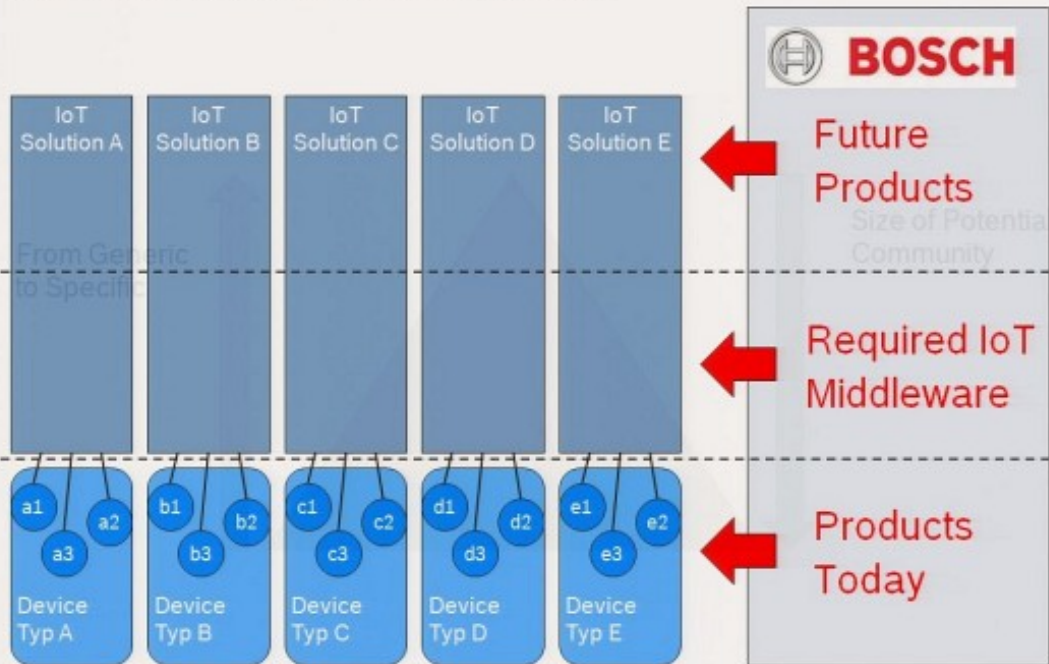 BOSCH
IoT
Solution A
IoT
Solution B
IoT
Solution C
IoT
Solution D
IoT
Solution E
Future
Products
From Generic
to Specific
Size of Potential
Community
Required IoT
Middleware
a1
a2
a3
b1
b2
b3
c1
c2
c3
d1
d2
d3
e1
e2
e3
Products
Today
Device
Typ A
Device
Typ B
Device
Typ C
Device
Typ D
Device
Typ E